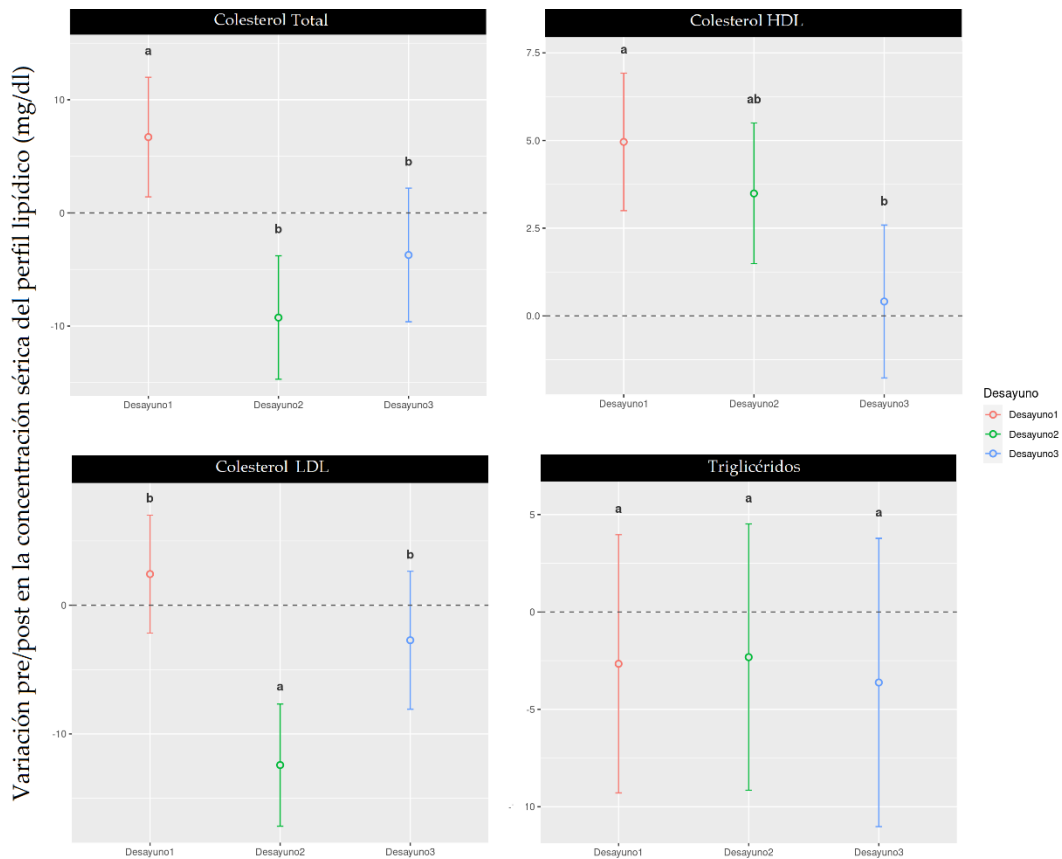 Variación pre/post en la concentración sérica del perfil lipídico (mg/dl)
Colesterol Total
a
b
b
10
0
-10
Desayuno1 Desayuno2 Desayuno3
Colesterol HDL
a
ab
b
7.5
5.0
2.5
0.0
Desayuno1 Desayuno2 Desayuno3
Desayuno
Desayuno1
Desayuno2
Desayuno3
Colesterol LDL
b
a
b
0
-10
Desayuno1 Desayuno2 Desayuno3
Triglicéridos
a
a
a
5
0
-5
-10
Desayuno1 Desayuno2 Desayuno3